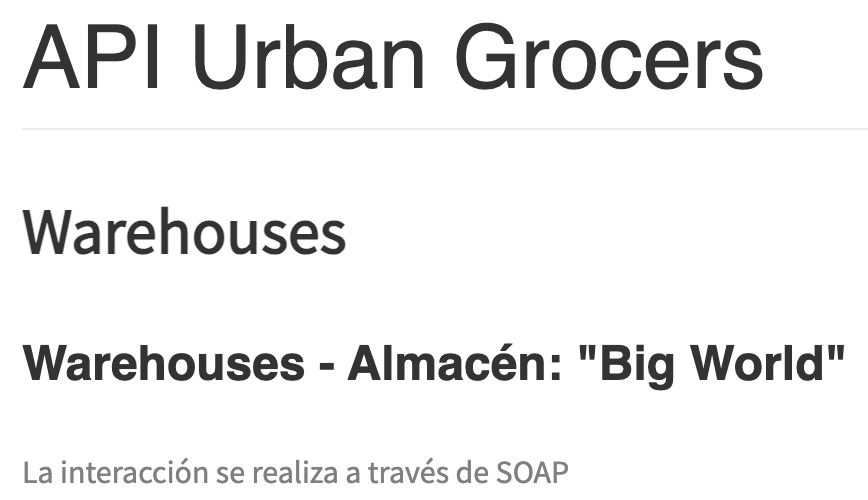 API Urban Grocers
Warehouses
Warehouses - Almacén: "Big World"
La interacción se realiza a través de SOAP